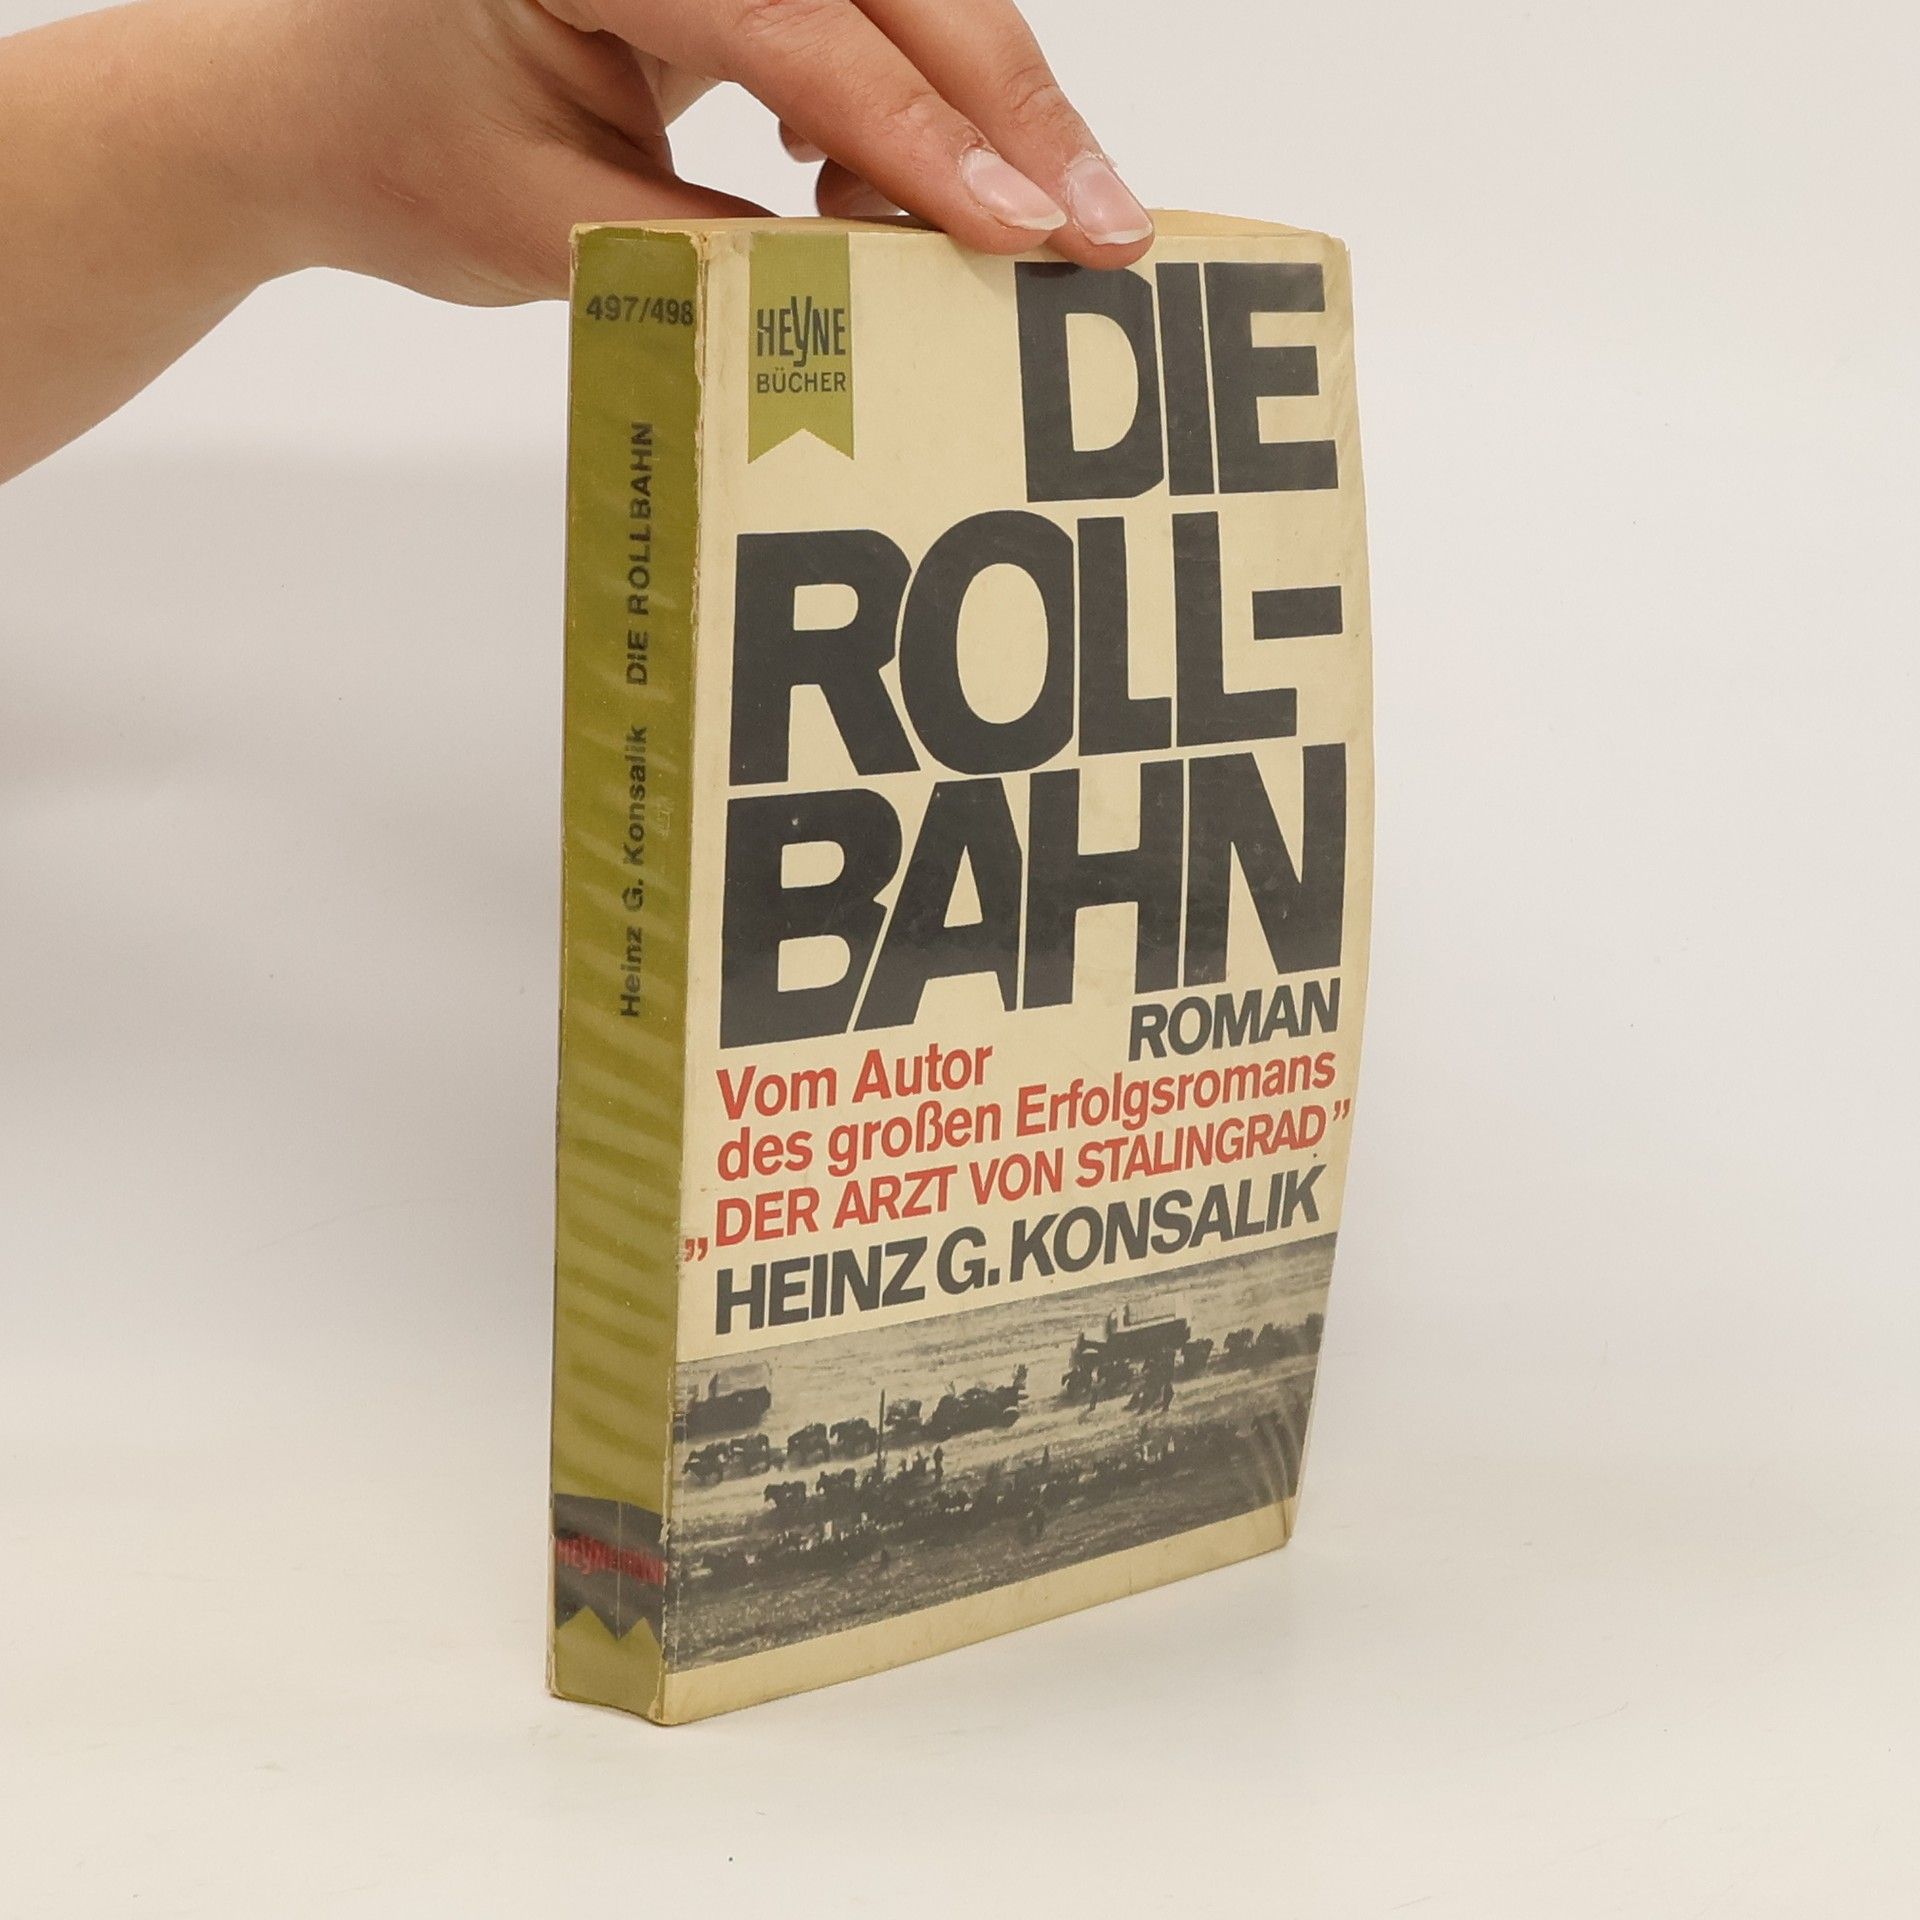 497/498
Heinz G. Konsalik DIE ROLLBAHN
HEYNE
BÜCHER
DIE
ROLL-
BAHN
ROMAN
Vom Autor
des großen Erfolgsromans
„DER ARZT VON STALINGRAD”
HEINZ G. KONSALIK